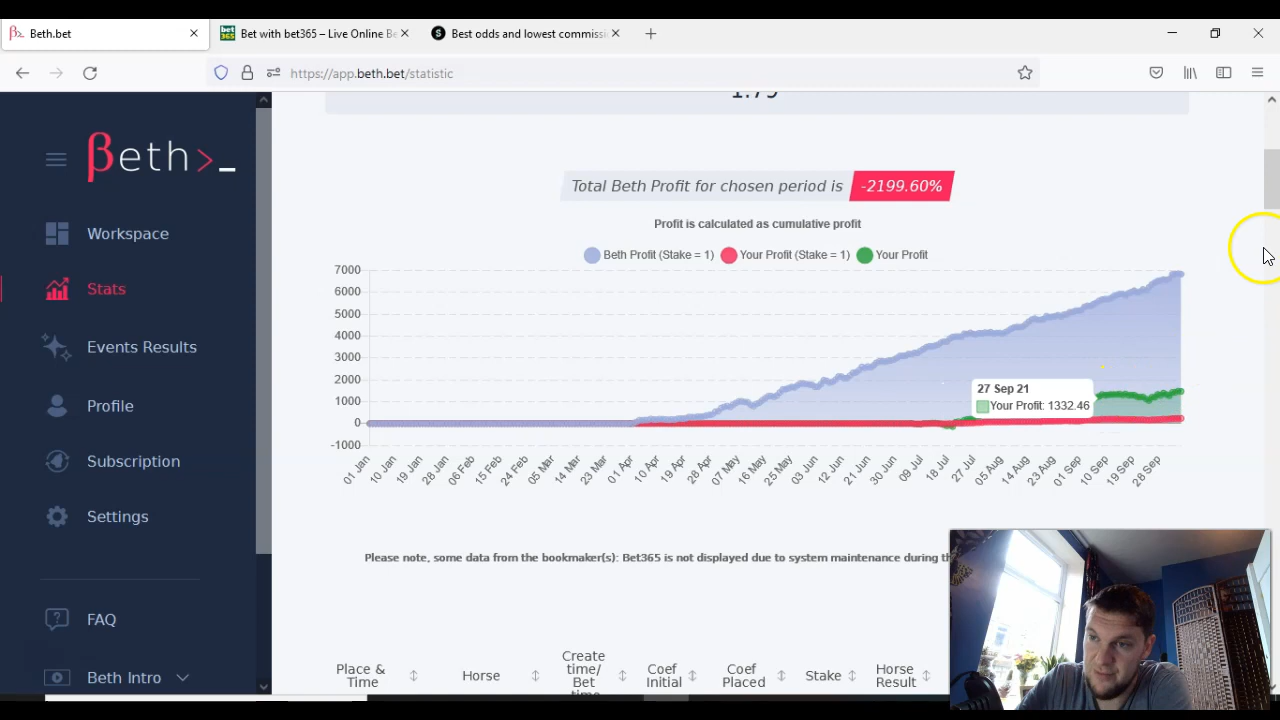 Beth.bet
Bet with bet365 – Live Online Be
Best odds and lowest commissi
https://app.beth.bet/statistic
βeth>_
Workspace
Stats
Events Results
Profile
Subscription
Settings
FAQ
Beth Intro
1.79
Total Beth Profit for chosen period is -2199.60%
Profit is calculated as cumulative profit
Beth Profit (Stake = 1) Your Profit (Stake = 1) Your Profit
7000
6000
5000
4000
3000
2000
1000
0
-1000
27 Sep 21
Your Profit: 1332.46
01 Jan 10 Jan 19 Jan 28 Jan 06 Feb 15 Feb 24 Feb 05 Mar 14 Mar 23 Mar 01 Apr 10 Apr 19 Apr 28 Apr 07 May 16 May 25 May 03 Jun 12 Jun 21 Jun 30 Jun 09 Jul 18 Jul 27 Jul 05 Aug 14 Aug 23 Aug 01 Sep 10 Sep 19 Sep 28 Sep
Please note, some data from the bookmaker(s): Bet365 is not displayed due to system maintenance during th
Place & Time
Horse
Create time/ Bet
Coef Initial
Coef Placed
Stake
Horse Result